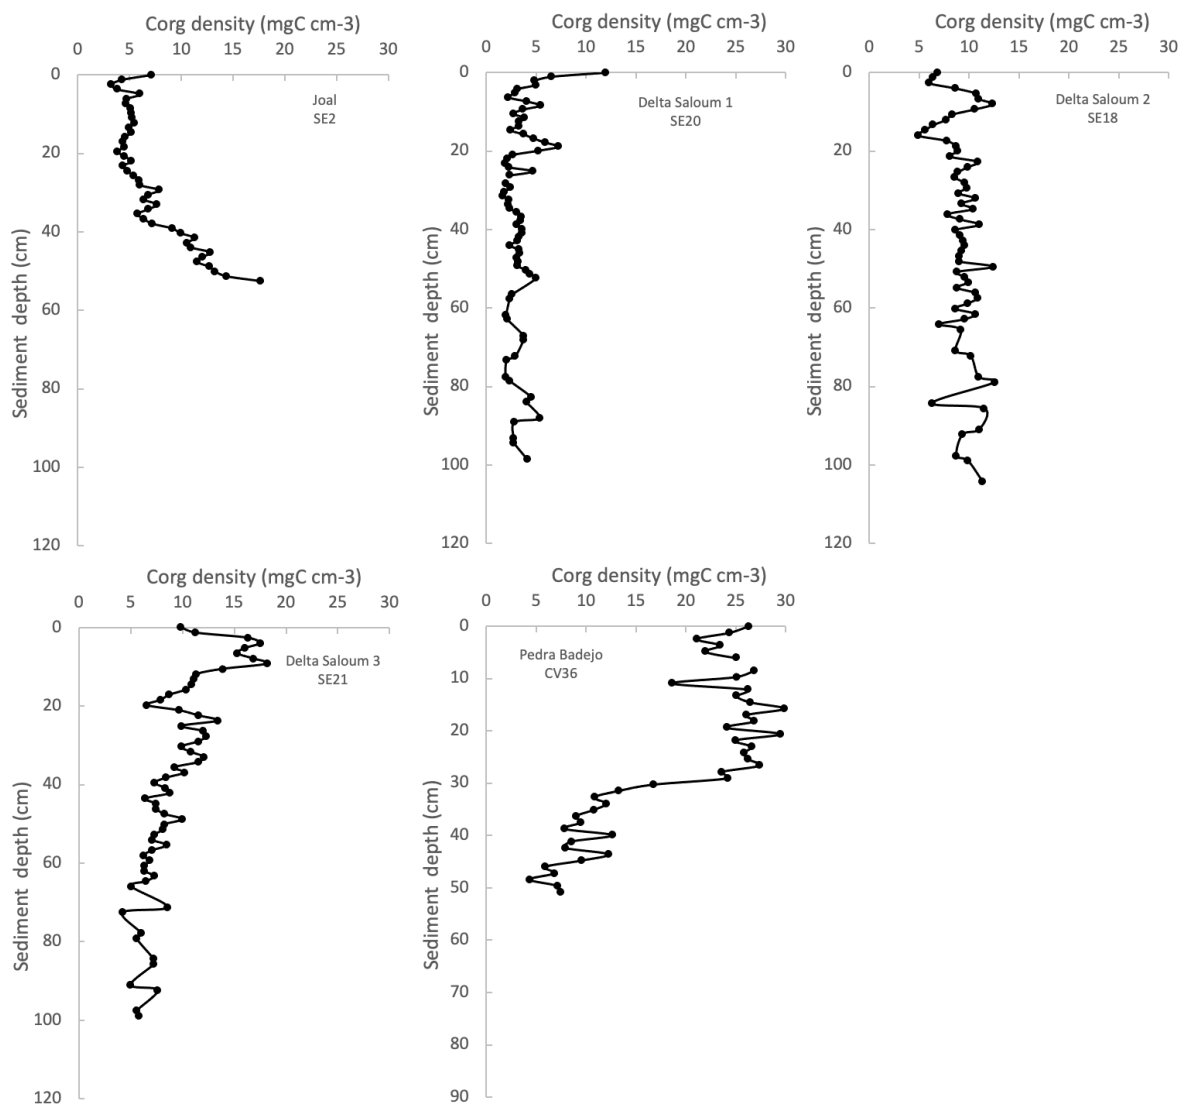 Corg density (mgC cm-3)
0 5 10 15 20 25 30
0
20
40
60
80
100
120
Sediment depth (cm)
Joal
SE2
Corg density (mgC cm-3)
0 5 10 15 20 25 30
0
20
40
60
80
100
120
Sediment depth (cm)
Delta Saloum 1
SE20
Corg density (mgC cm-3)
0 5 10 15 20 25 30
0
20
40
60
80
100
120
Sediment depth (cm)
Delta Saloum 2
SE18
Corg density (mgC cm-3)
0 5 10 15 20 25 30
0
20
40
60
80
100
120
Sediment depth (cm)
Delta Saloum 3
SE21
Corg density (mgC cm-3)
0 5 10 15 20 25 30
0
10
20
30
40
50
60
70
80
90
Sediment depth (cm)
Pedra Badejo
CV36